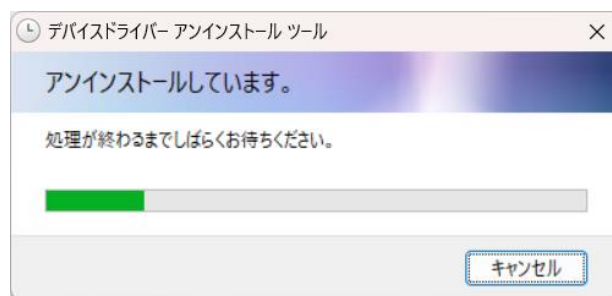 デバイスドライバー アンインストール ツール
アンインストールしています。
処理が終わるまでしばらくお待ちください。
キャンセル